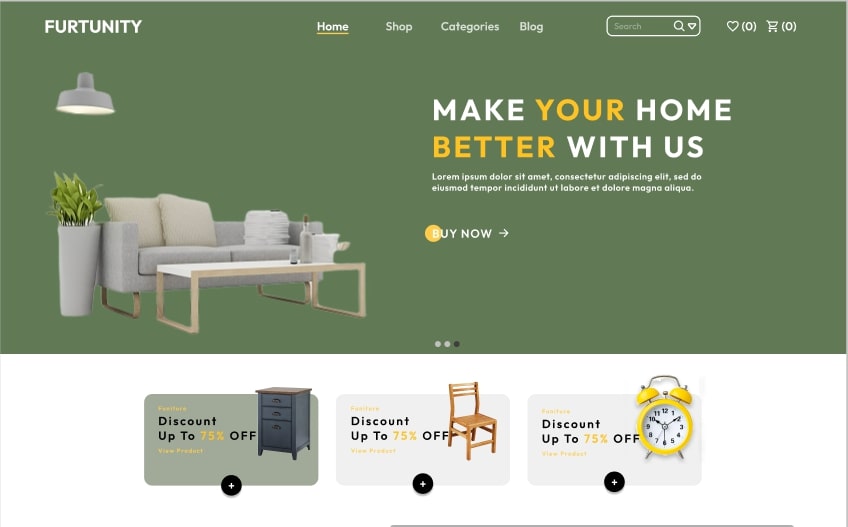 FURTUNITY
Home
Shop
Categories
Blog
Search
(0)
(0)
MAKE YOUR HOME
BETTER WITH US
Lorem ipsum dolor sit amet, consectetur adipiscing elit, sed do
eiusmod tempor incididunt ut labore et dolore magna aliqua.
BUY NOW
Funiture
Discount
Up To 75% OFF
View Product
+
Funiture
Discount
Up To 75% OFF
View Product
+
Funiture
Discount
Up To 75% OFF
View Product
+